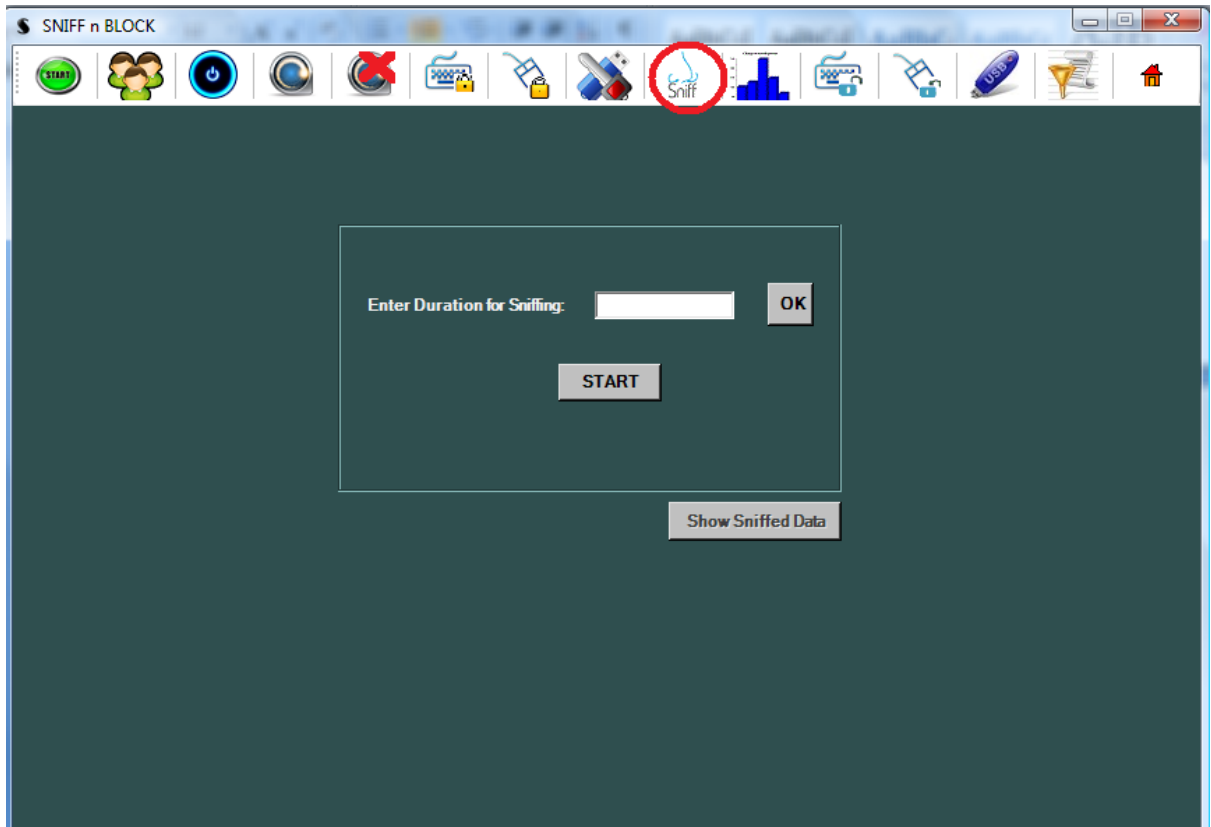 SNIFF n BLOCK
START
Sniff
USB
Enter Duration for Sniffing:
OK
START
Show Sniffed Data